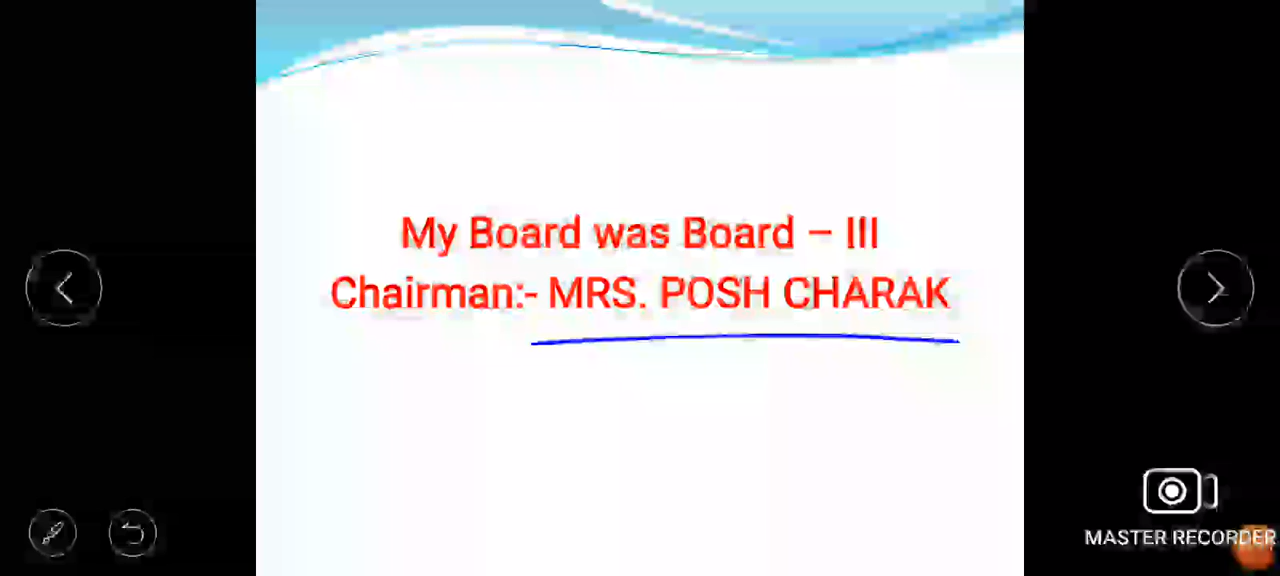 My Board was Board – III
Chairman:- MRS. POSH CHARAK
MASTER RECORDER